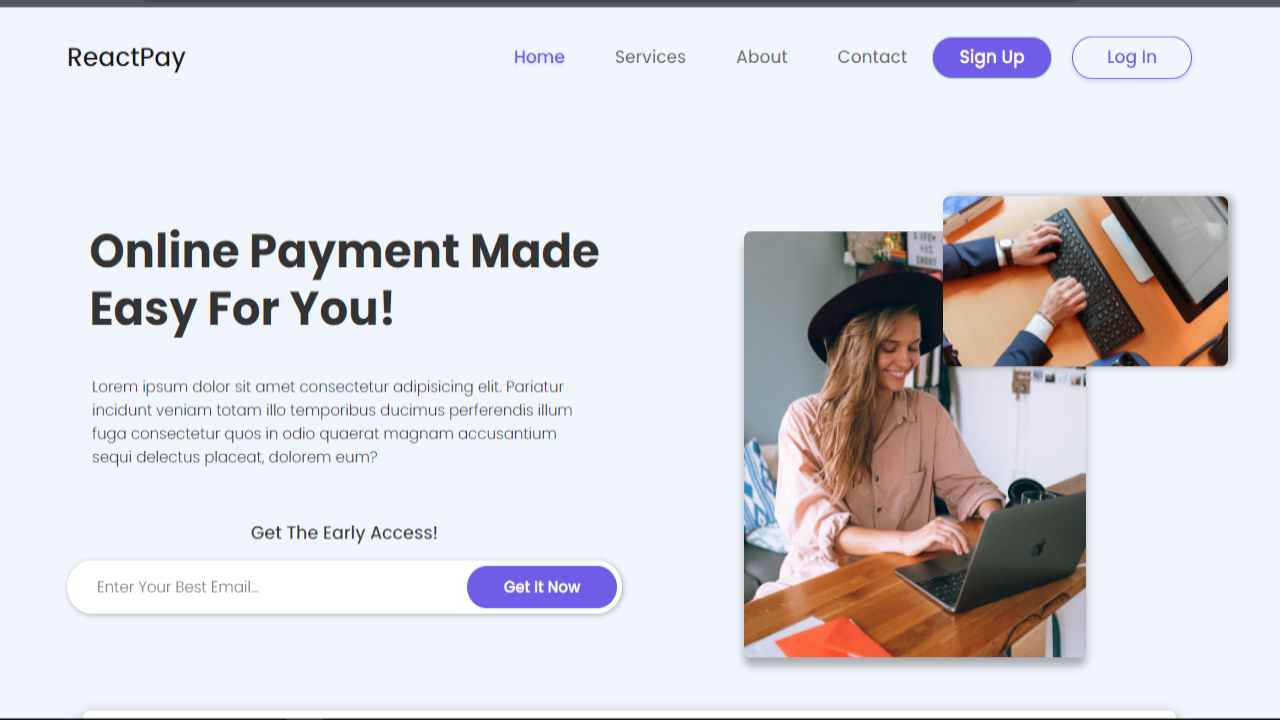 ReactPay
Home Services About Contact Sign Up Log In
Online Payment Made
Easy For You!
Lorem ipsum dolor sit amet consectetur adipisicing elit. Pariatur
incidunt veniam totam illo temporibus ducimus perferendis illum
fuga consectetur quos in odio quaerat magnam accusantium
sequi delectus placeat, dolorem eum?
Get The Early Access!
Enter Your Best Email...
Get It Now